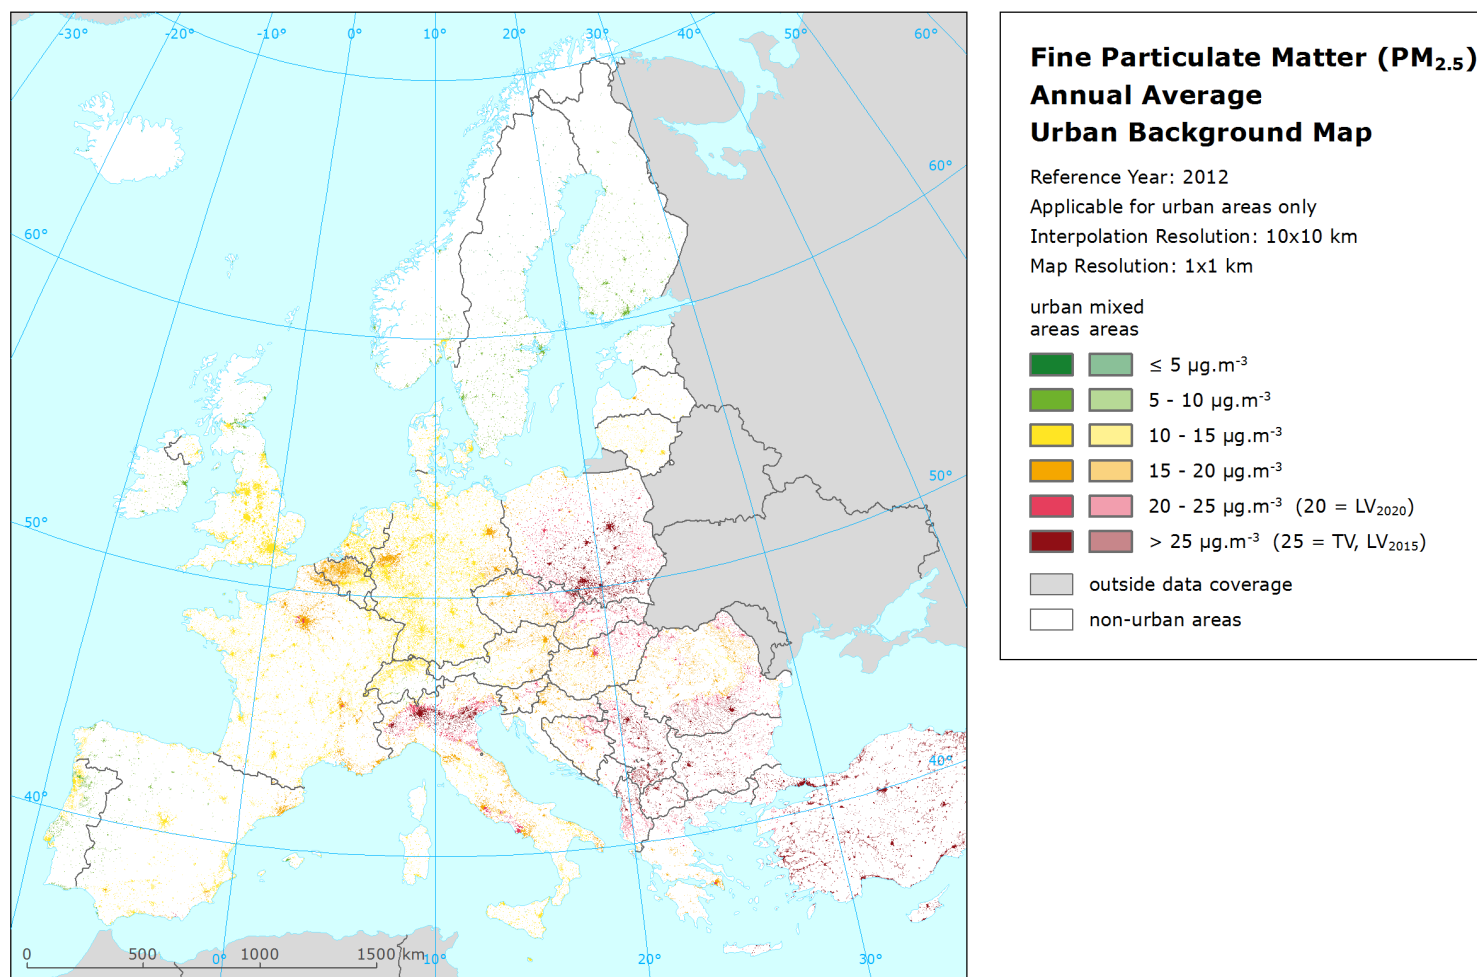 -30°
-20°
-10°
0°
10°
20°
30°
40°
50°
60°
60°
60°
50°
50°
40°
40°
0 500 1000 1500 km
0°
10°
20°
30°
Fine Particulate Matter (PM2.5)
Annual Average
Urban Background Map
Reference Year: 2012
Applicable for urban areas only
Interpolation Resolution: 10x10 km
Map Resolution: 1x1 km
urban mixed
areas areas
≤ 5 µg.m-3
5 - 10 µg.m-3
10 - 15 µg.m-3
15 - 20 µg.m-3
20 - 25 µg.m-3 (20 = LV2020)
> 25 µg.m-3 (25 = TV, LV2015)
outside data coverage
non-urban areas